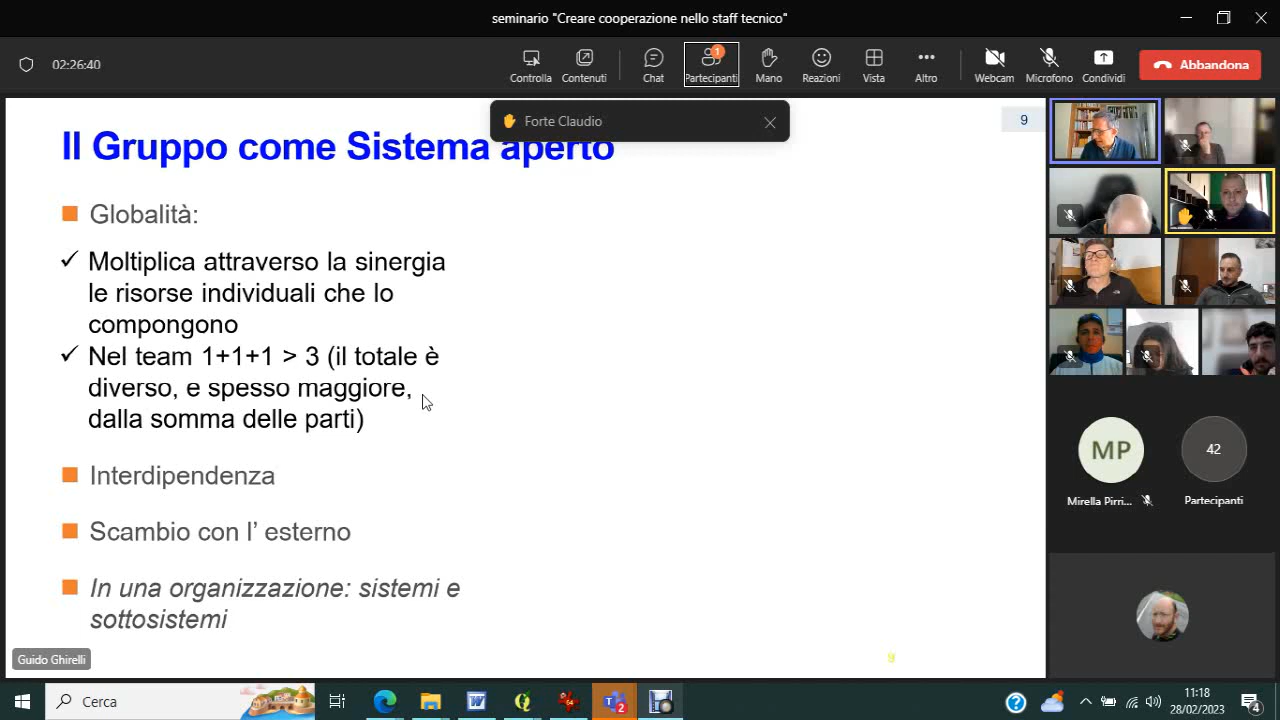 seminario "Creare cooperazione nello staff tecnico"
02:26:40
Controlla
Contenuti
Chat
1
Partecipanti
Mano
Reazioni
Vista
Altro
Webcam
Microfono
Condividi
Abbandona
Forte Claudio
9
Il Gruppo come Sistema aperto
Globalità:
Moltiplica attraverso la sinergia
le risorse individuali che lo
compongono
Nel team 1+1+1 > 3 (il totale è
diverso, e spesso maggiore,
dalla somma delle parti)
Interdipendenza
Scambio con l' esterno
In una organizzazione: sistemi e
sottosistemi
Guido Ghirelli
9
MP
Mirella Pirri...
42
Partecipanti
Cerca
2
11:18
28/02/2023
4